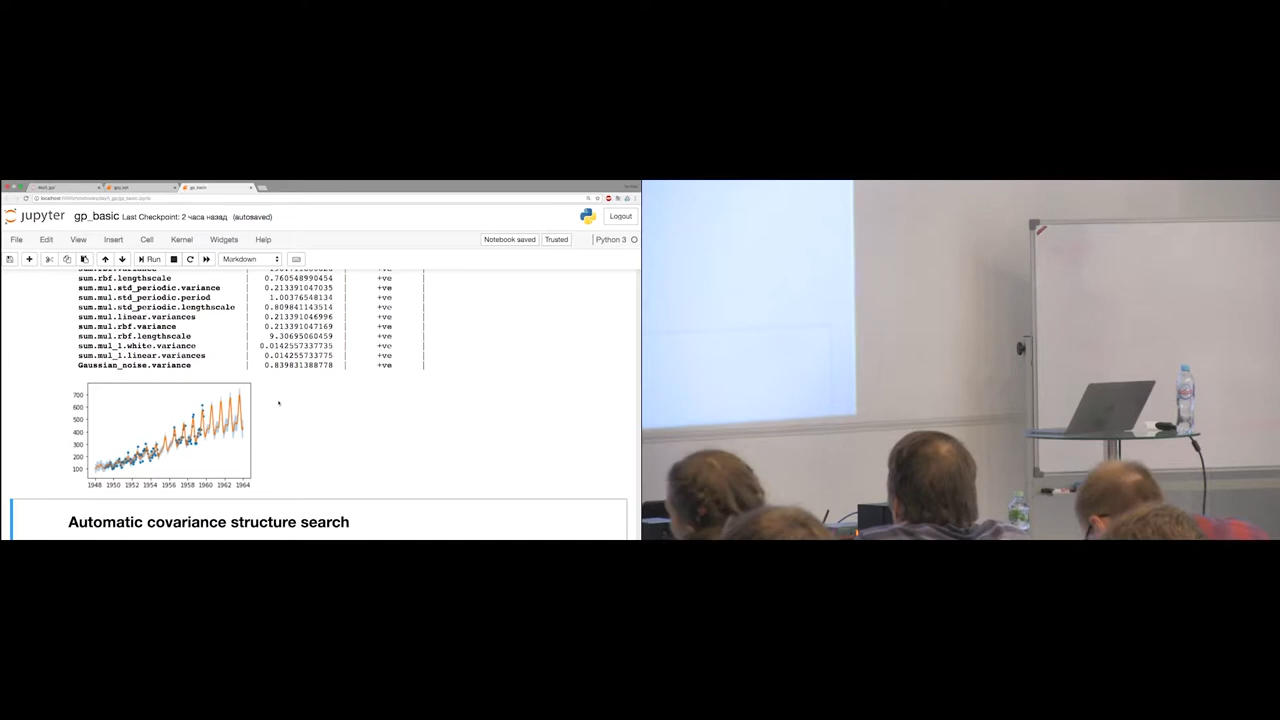 gp_basic
jupyter gp_basic Last Checkpoint: 2 часа назад (autosaved) Logout
File Edit View Insert Cell Kernel Widgets Help Notebook saved Trusted Python 3
Run Markdown
sum.rbf.lengthscale | 0.760548990454 | +ve |
sum.mul.std_periodic.variance | 0.213391047035 | +ve |
sum.mul.std_periodic.period | 1.00376548134 | +ve |
sum.mul.std_periodic.lengthscale | 0.809841143514 | +ve |
sum.mul.linear.variances | 0.213391046996 | +ve |
sum.mul.rbf.variance | 0.213391047169 | +ve |
sum.mul.rbf.lengthscale | 9.30695060459 | +ve |
sum.mul_1.white.variance | 0.0142557337735 | +ve |
sum.mul_1.linear.variances | 0.014255733775 | +ve |
Gaussian_noise.variance | 0.839831388778 | +ve |
700
600
500
400
300
200
100
1948 1950 1952 1954 1956 1958 1960 1962 1964
Automatic covariance structure search